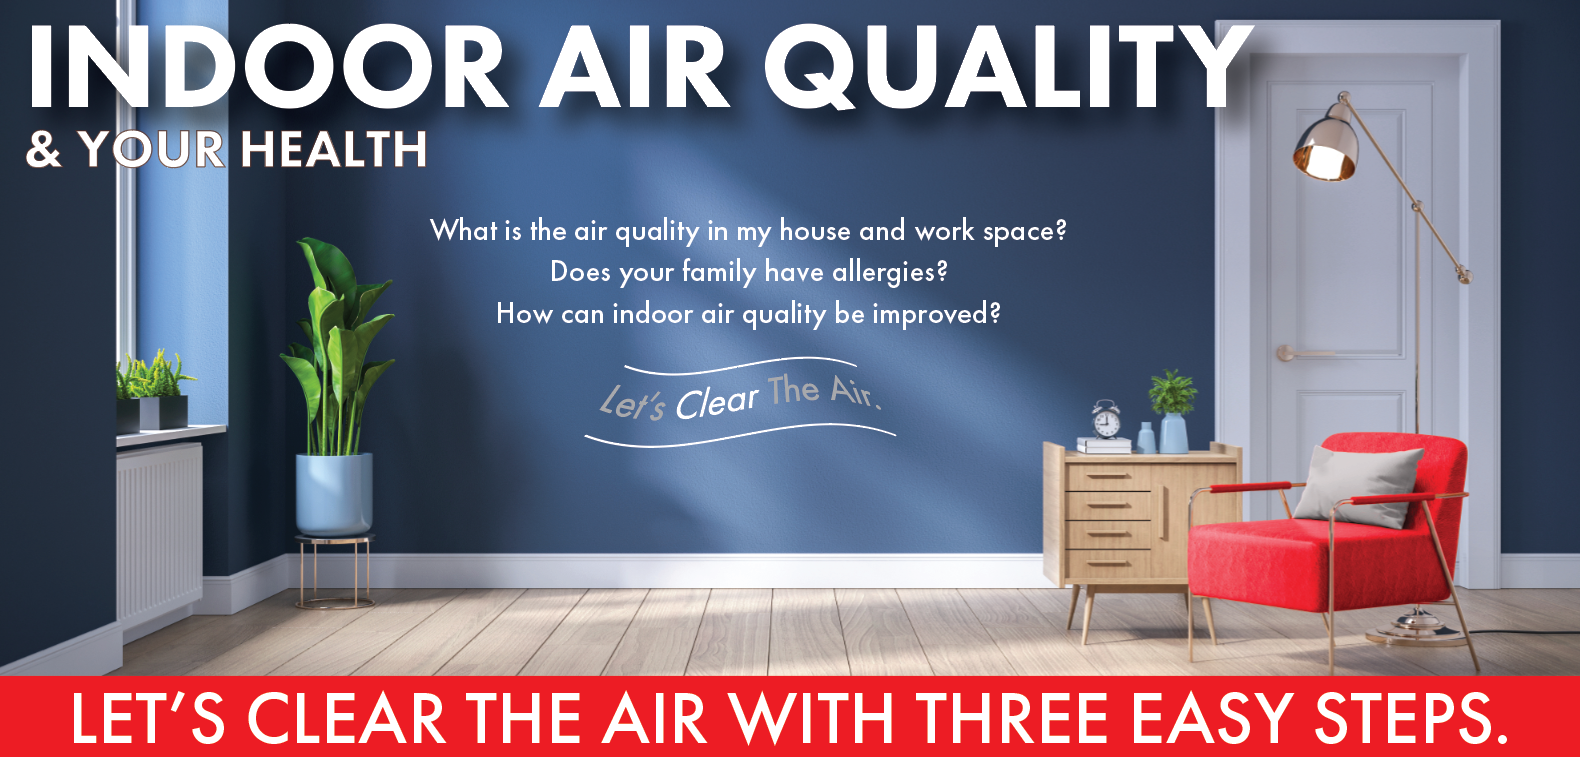 INDOOR AIR QUALITY
& YOUR HEALTH
What is the air quality in my house and work space?
Does your family have allergies?
How can indoor air quality be improved?
Let's Clear The Air.
LET'S CLEAR THE AIR WITH THREE EASY STEPS.